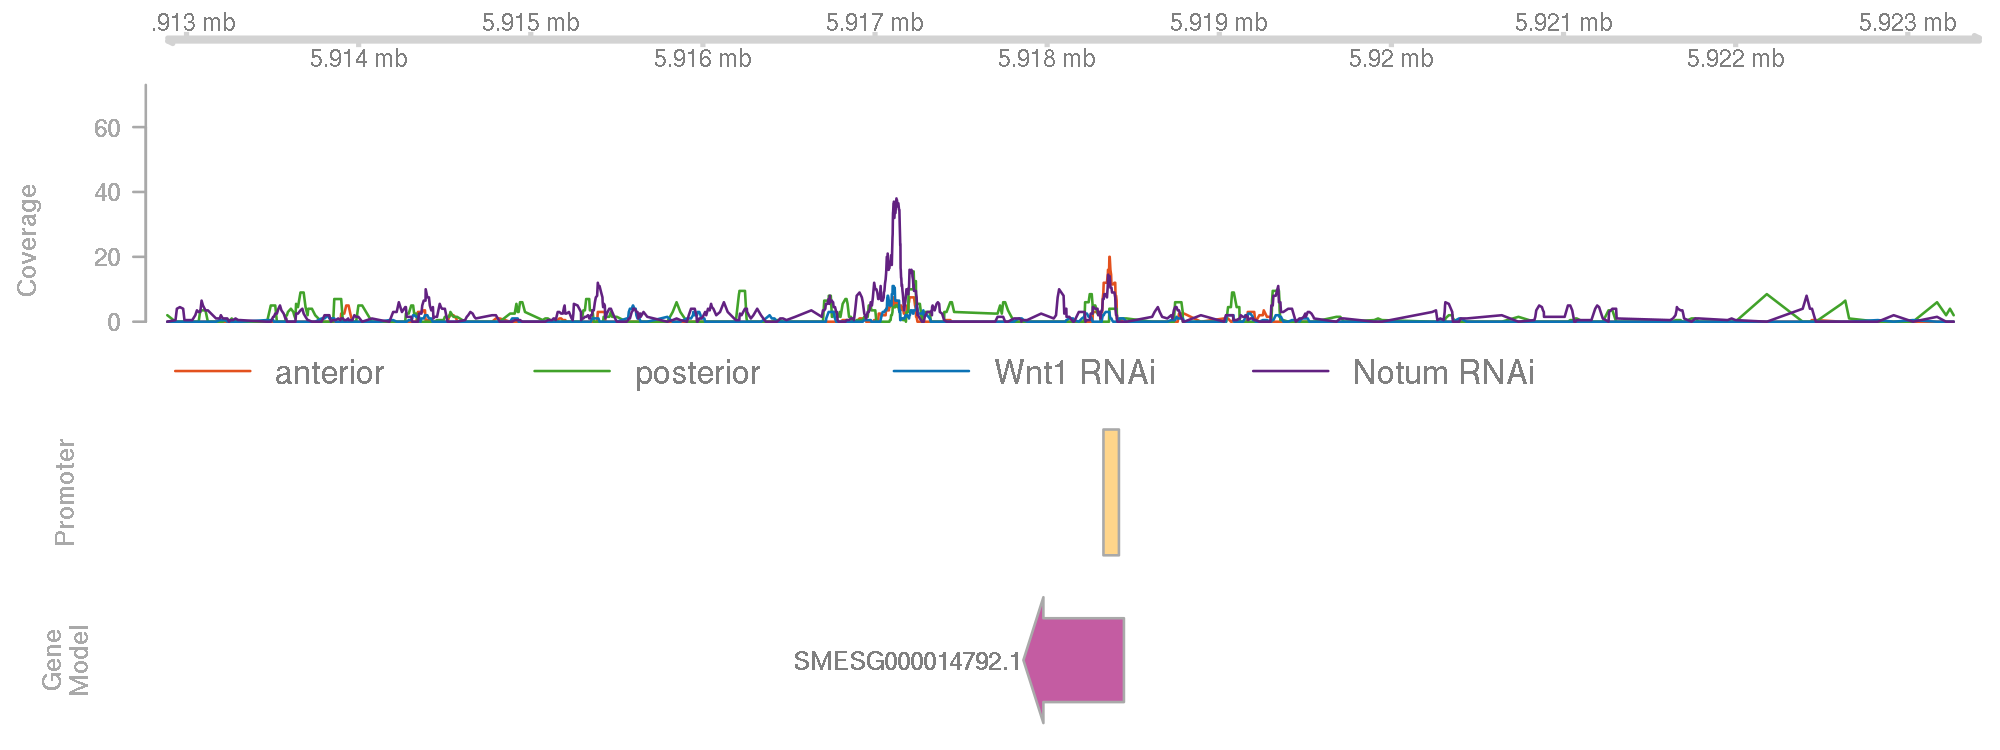 .913 mb 5.915 mb 5.917 mb 5.919 mb 5.921 mb 5.923 mb
5.914 mb 5.916 mb 5.918 mb 5.92 mb 5.922 mb
Coverage
60
40
20
0
anterior posterior Wnt1 RNAi Notum RNAi
Promoter
Gene
Model
SMESG000014792.1